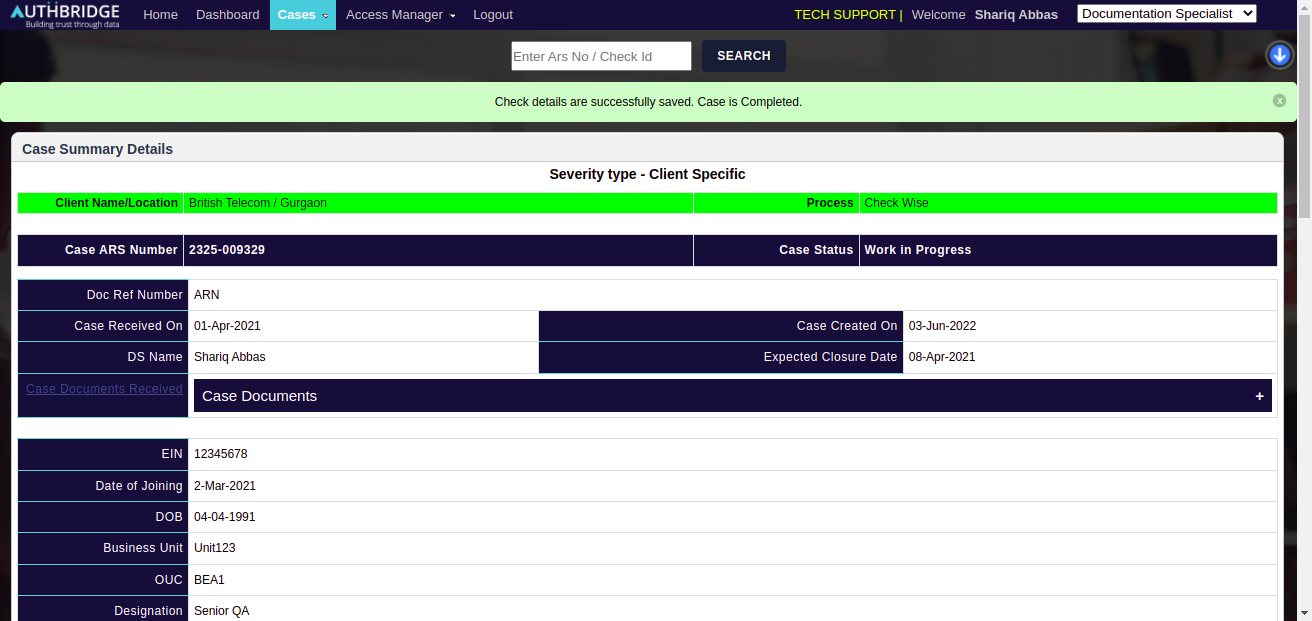 AUTHBRIDGE Home Dashboard Cases Access Manager Logout TECH SUPPORT | Welcome Shariq Abbas Documentation Specialist
Building trust through data
Enter Ars No / Check Id SEARCH
Check details are successfully saved. Case is Completed.
Case Summary Details
Severity type - Client Specific
Client Name/Location British Telecom / Gurgaon Process Check Wise
Case ARS Number 2325-009329 Case Status Work in Progress
Doc Ref Number ARN
Case Received On 01-Apr-2021 Case Created On 03-Jun-2022
DS Name Shariq Abbas Expected Closure Date 08-Apr-2021
Case Documents Received Case Documents +
EIN 12345678
Date of Joining 2-Mar-2021
DOB 04-04-1991
Business Unit Unit123
OUC BEA1
Designation Senior QA